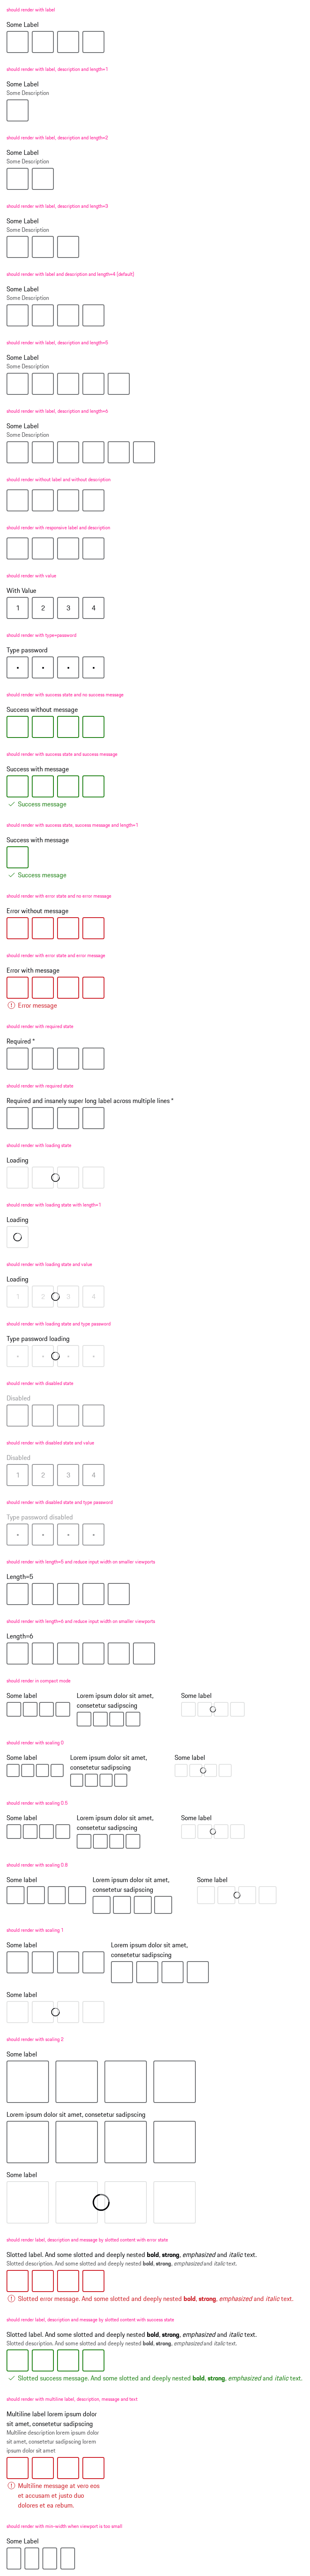 should render with label
Some Label
should render with label, description and length=1
Some Label
Some Description
should render with label, description and length=2
Some Label
Some Description
should render with label, description and length=3
Some Label
Some Description
should render with label and description and length=4 (default)
Some Label
Some Description
should render with label, description and length=5
Some Label
Some Description
should render with label, description and length=6
Some Label
Some Description
should render without label and without description
should render with responsive label and description
should render with value
With Value
1 2 3 4
should render with type=password
Type password
• • • •
should render with success state and no success message
Success without message
should render with success state and success message
Success with message
Success message
should render with success state, success message and length=1
Success with message
Success message
should render with error state and no error message
Error without message
should render with error state and error message
Error with message
Error message
should render with required state
Required *
should render with required state
Required and insanely super long label across multiple lines *
should render with loading state
Loading
should render with loading state with length=1
Loading
should render with loading state and value
Loading
1 2 3 4
should render with loading state and type password
Type password loading
• • • •
should render with disabled state
Disabled
should render with disabled state and value
Disabled
1 2 3 4
should render with disabled state and type password
Type password disabled
• • • •
should render with length=5 and reduce input width on smaller viewports
Length=5
should render with length=6 and reduce input width on smaller viewports
Length=6
should render in compact mode
Some label Lorem ipsum dolor sit amet, Some label
consetetur sadipscing
should render with scaling 0
Some label Lorem ipsum dolor sit amet, Some label
consetetur sadipscing
should render with scaling 0.5
Some label Lorem ipsum dolor sit amet, Some label
consetetur sadipscing
should render with scaling 0.8
Some label Lorem ipsum dolor sit amet, Some label
consetetur sadipscing
should render with scaling 1
Some label Lorem ipsum dolor sit amet,
consetetur sadipscing
Some label
should render with scaling 2
Some label
Lorem ipsum dolor sit amet, consetetur sadipscing
Some label
should render label, description and message by slotted content with error state
Slotted label. And some slotted and deeply nested bold, strong, emphasized and italic text.
Slotted description. And some slotted and deeply nested bold, strong, emphasized and italic text.
Slotted error message. And some slotted and deeply nested bold, strong, emphasized and italic text.
should render label, description and message by slotted content with success state
Slotted label. And some slotted and deeply nested bold, strong, emphasized and italic text.
Slotted description. And some slotted and deeply nested bold, strong, emphasized and italic text.
Slotted success message. And some slotted and deeply nested bold, strong, emphasized and italic text.
should render with multiline label, description, message and text
Multiline label lorem ipsum dolor
sit amet, consetetur sadipscing
Multiline description lorem ipsum dolor
sit amet, consetetur sadipscing lorem
ipsum dolor sit amet
Multiline message at vero eos
et accusam et justo duo
dolores et ea rebum.
should render with min-width when viewport is too small
Some Label